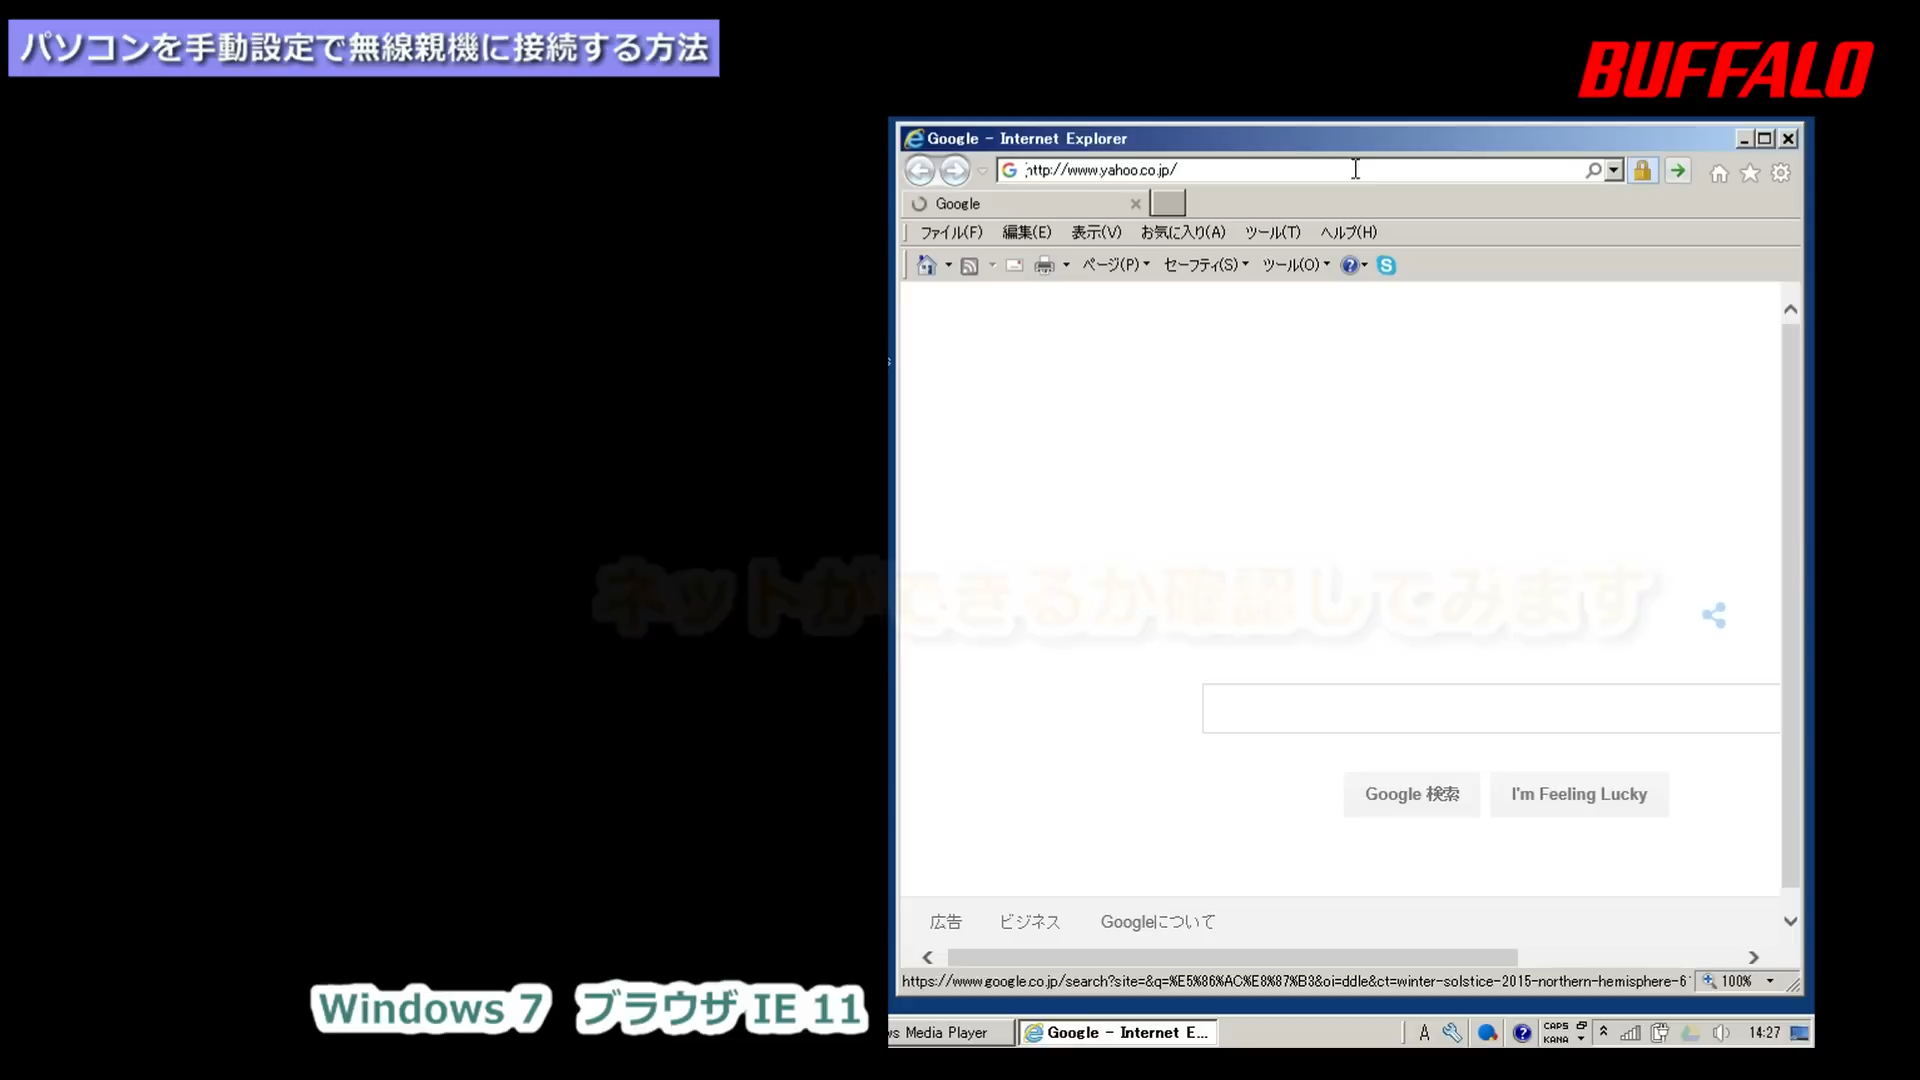 パソコンを手動設定で無線親機に接続する方法
BUFFALO
Google - Internet Explorer
http://www.yahoo.co.jp/
Google
ファイル(F) 編集(E) 表示(V) お気に入り(A) ツール(T) ヘルプ(H)
ページ(P) セーフティ(S) ツール(O)
ネットができるか確認してみます
Google 検索 I'm Feeling Lucky
広告 ビジネス Googleについて
https://www.google.co.jp/search?site=&q=%E5%86%AC%E8%87%B3&oi=ddle&ct=winter-solstice-2015-northern-hemisphere-6 100%
Windows 7 ブラウザ IE 11
Media Player Google - Internet E... A CAPS KANA 14:27